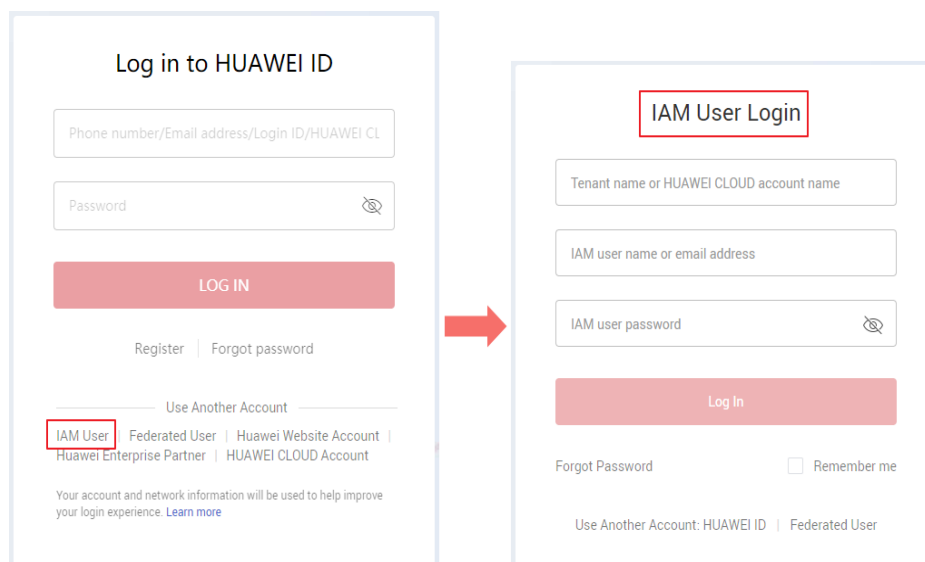 Log in to HUAWEI ID
Phone number/Email address/Login ID/HUAWEI CL
Password
LOG IN
Register | Forgot password
Use Another Account
IAM User | Federated User | Huawei Website Account |
Huawei Enterprise Partner | HUAWEI CLOUD Account
Your account and network information will be used to help improve
your login experience. Learn more
IAM User Login
Tenant name or HUAWEI CLOUD account name
IAM user name or email address
IAM user password
Log In
Forgot Password
Remember me
Use Another Account: HUAWEI ID | Federated User